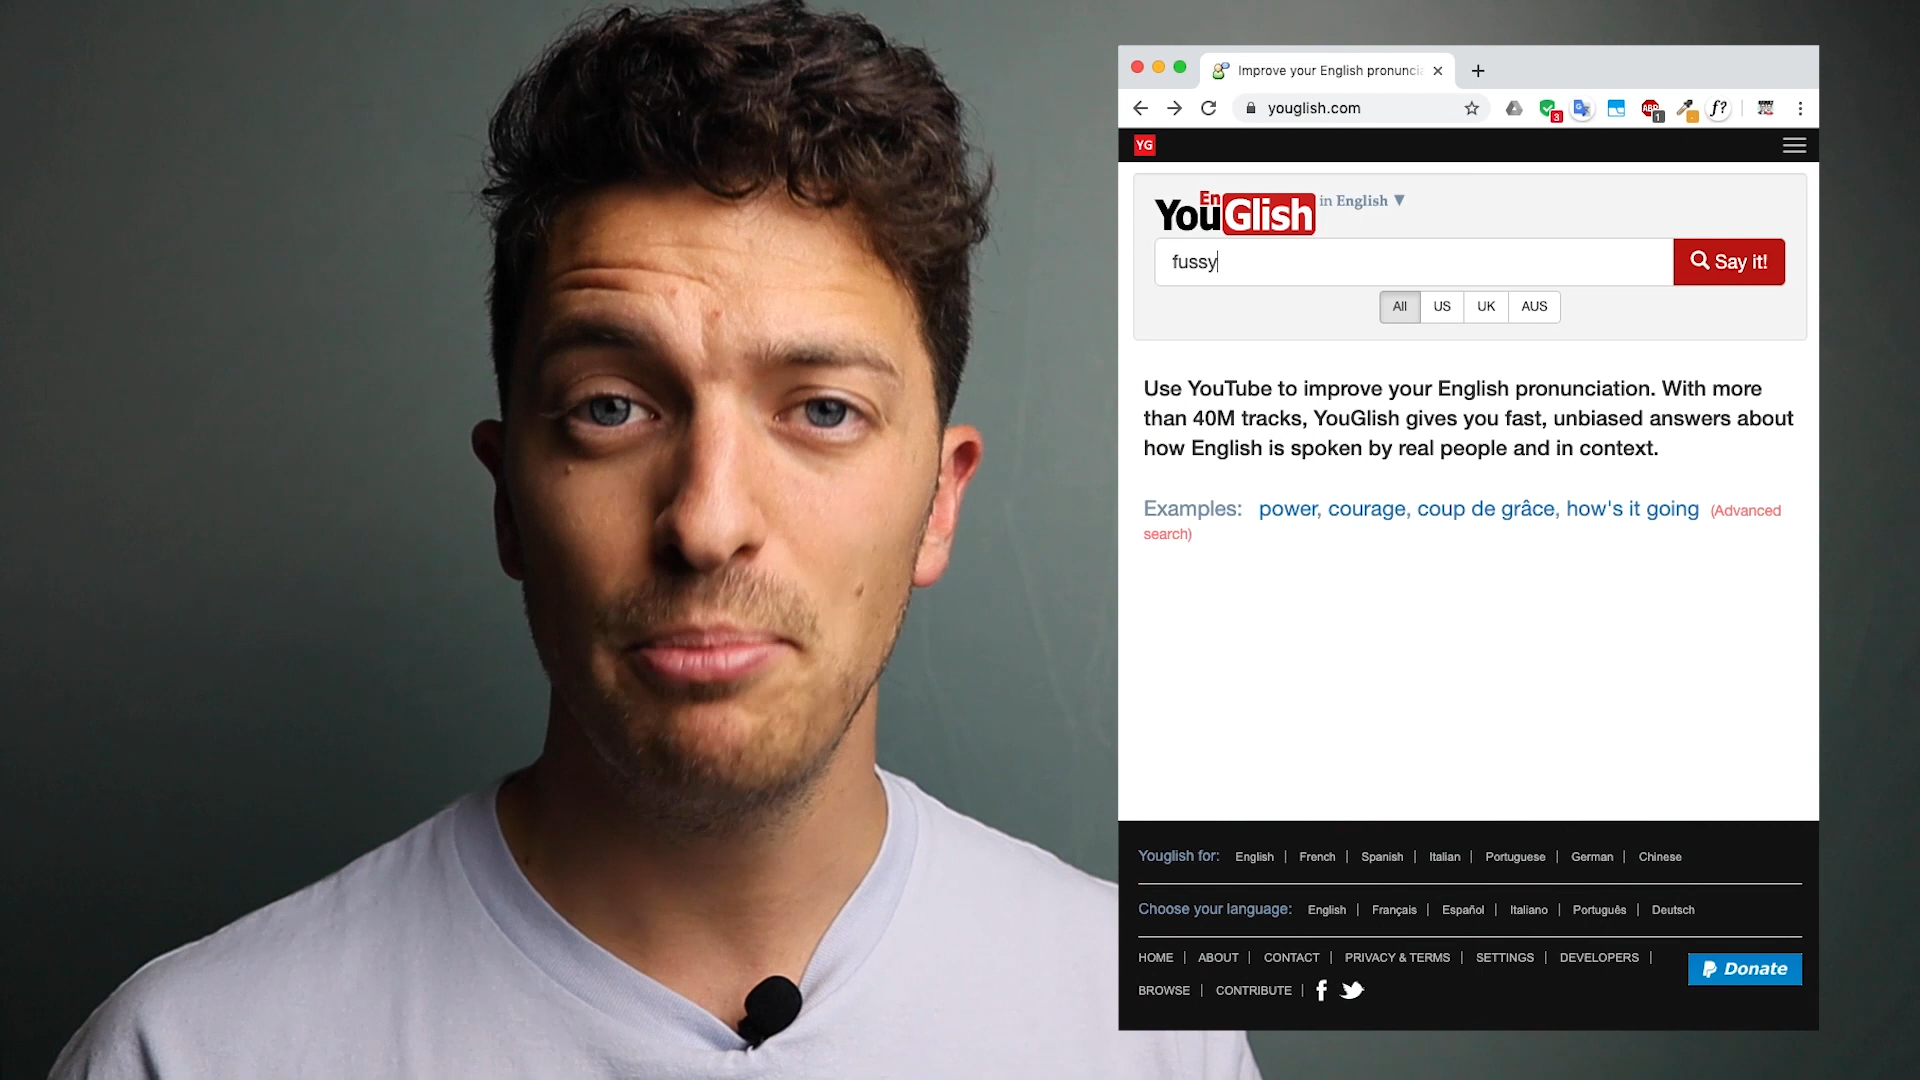 Improve your English pronuncia
youglish.com
3
1
f?
YG
YouEnGlish in English ▼
fussy
Say it!
All US UK AUS
Use YouTube to improve your English pronunciation. With more
than 40M tracks, YouGlish gives you fast, unbiased answers about
how English is spoken by real people and in context.
Examples: power, courage, coup de grâce, how's it going (Advanced
search)
Youglish for: English | French | Spanish | Italian | Portuguese | German | Chinese
Choose your language: English | Français | Español | Italiano | Português | Deutsch
HOME | ABOUT | CONTACT | PRIVACY & TERMS | SETTINGS | DEVELOPERS |
Donate
BROWSE | CONTRIBUTE |